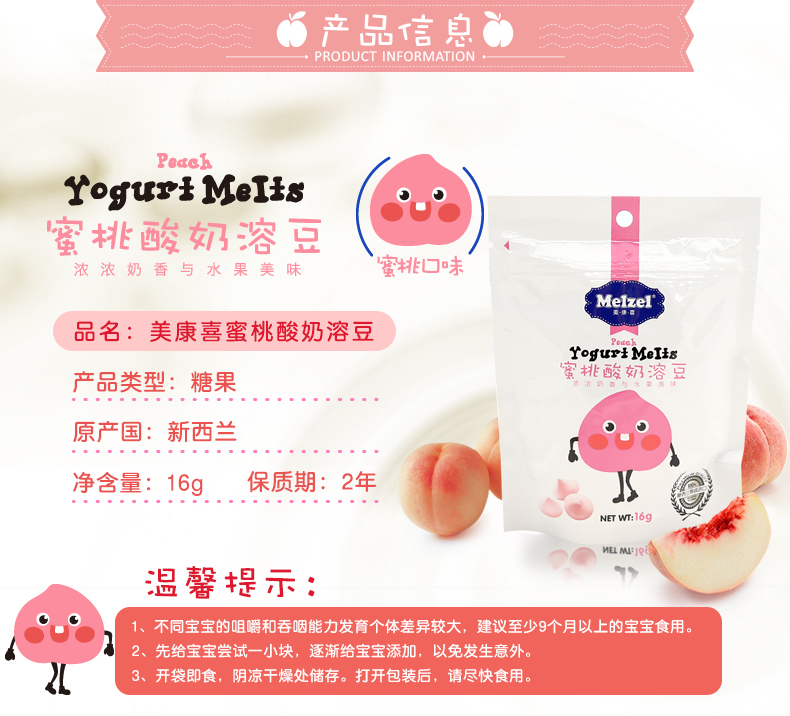 产品信息
PRODUCT INFORMATION
Peach
Yogurt Melts
蜜桃酸奶溶豆
浓浓奶香与水果美味
蜜桃口味
品名：美康喜蜜桃酸奶溶豆
产品类型：糖果
原产国：新西兰
净含量：16g 保质期：2年
Melzel
美·康·喜
Peach
Yogurt Melts
蜜桃酸奶溶豆
浓浓奶香与水果美味
NET WT:16g
温馨提示：
1、不同宝宝的咀嚼和吞咽能力发育个体差异较大，建议至少9个月以上的宝宝食用。
2、先给宝宝尝试一小块，逐渐给宝宝添加，以免发生意外。
3、开袋即食，阴凉干燥处储存。打开包装后，请尽快食用。